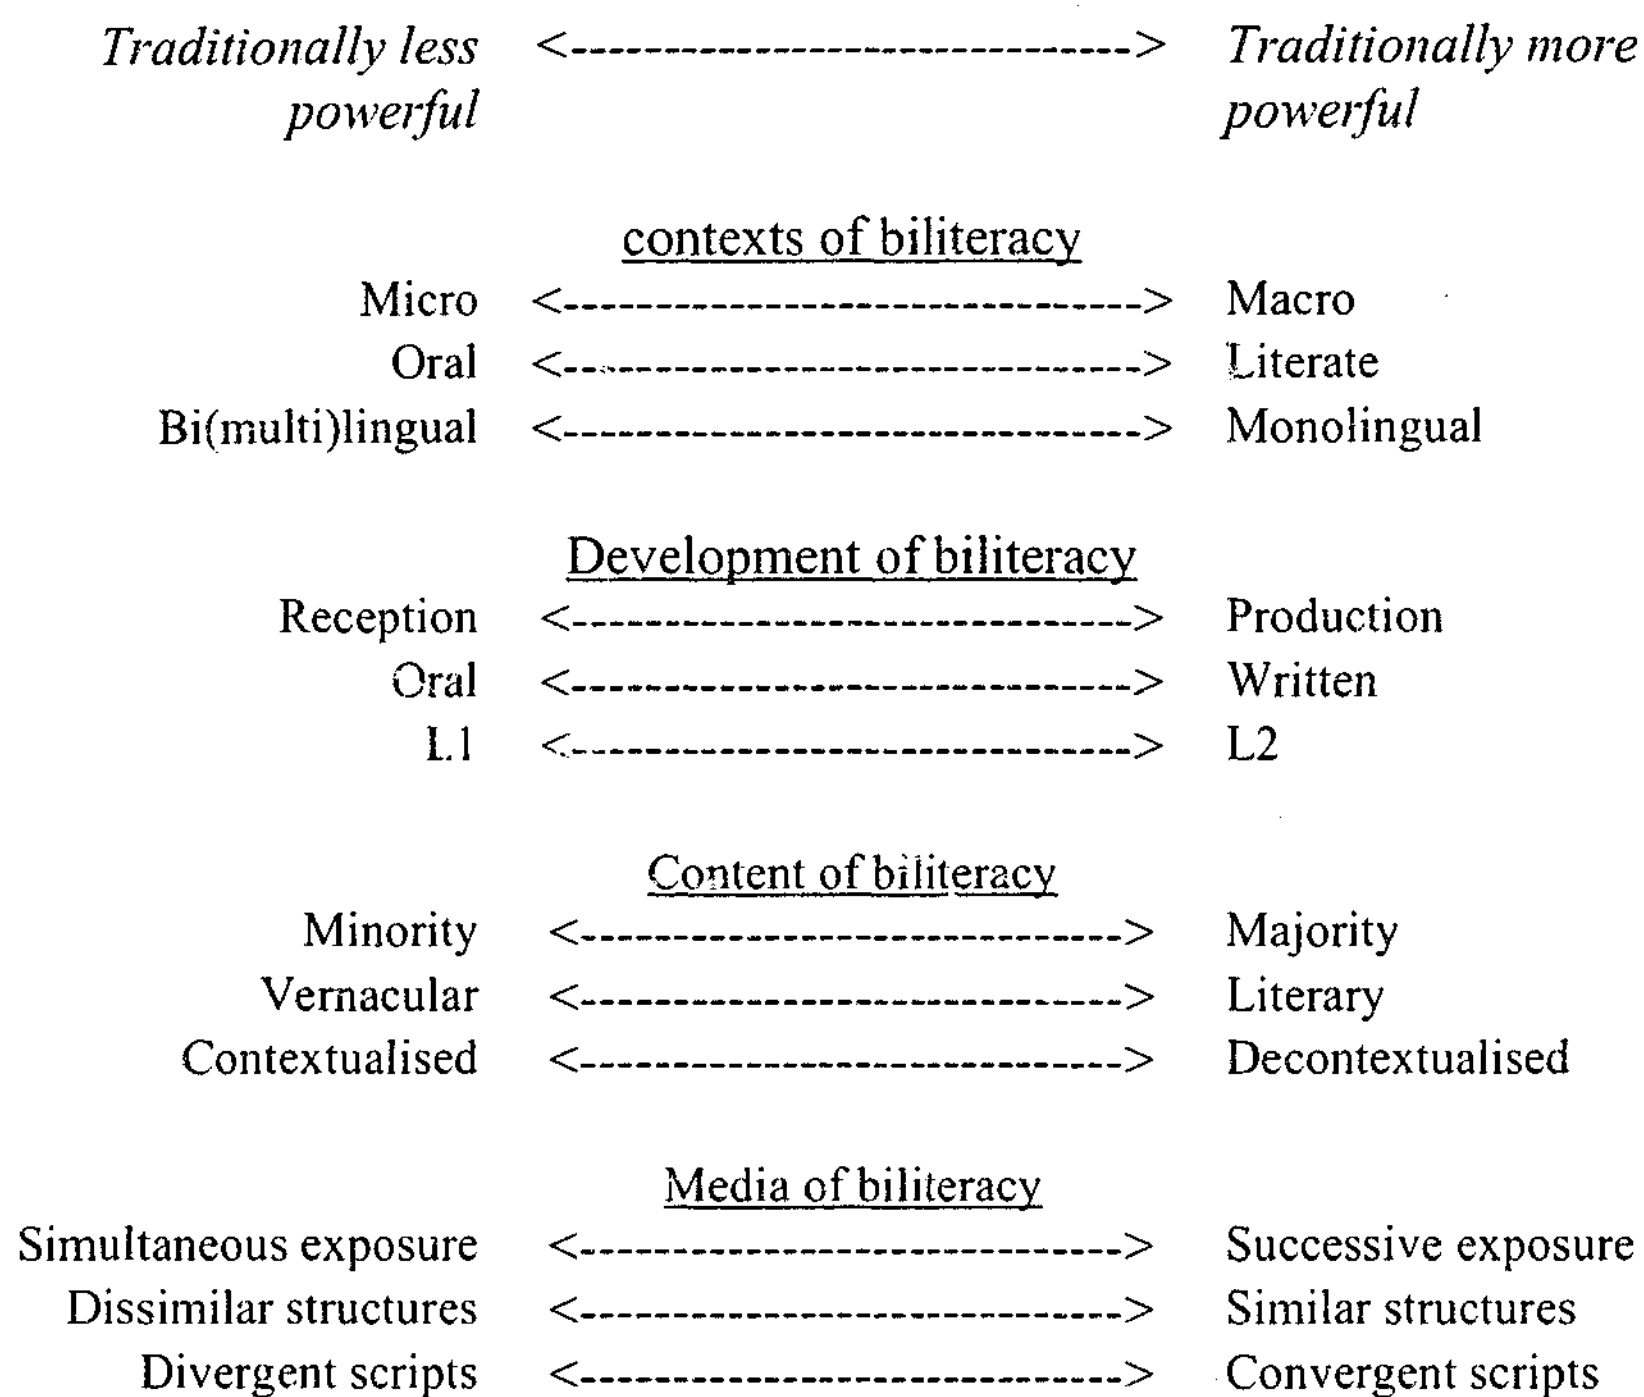 Traditionally less <------------------------------> Traditionally more
powerful powerful
contexts of biliteracy
Micro <------------------------------> Macro
Oral <------------------------------> Literate
Bi(multi)lingual <------------------------------> Monolingual
Development of biliteracy
Reception <------------------------------> Production
Oral <------------------------------> Written
L1 <------------------------------> L2
Content of biliteracy
Minority <------------------------------> Majority
Vernacular <------------------------------> Literary
Contextualised <------------------------------> Decontextualised
Media of biliteracy
Simultaneous exposure <------------------------------> Successive exposure
Dissimilar structures <------------------------------> Similar structures
Divergent scripts <------------------------------> Convergent scripts